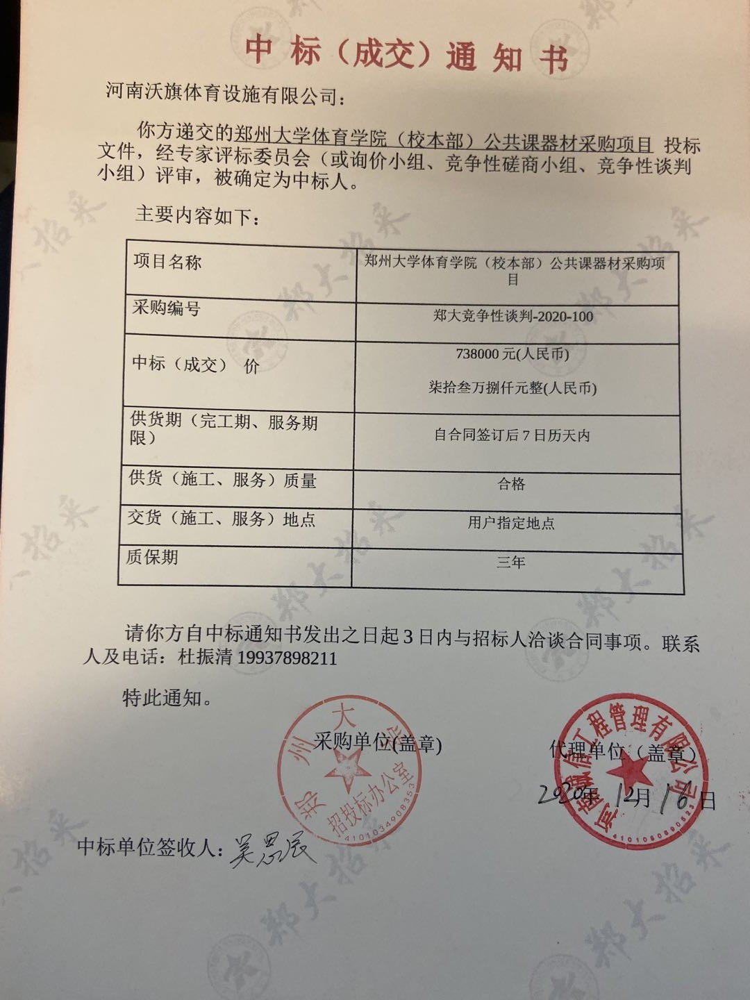 中标（成交）通知书
河南沃旗体育设施有限公司：
你方递交的郑州大学体育学院（校本部）公共课器材采购项目 投标
文件，经专家评标委员会（或询价小组、竞争性磋商小组、竞争性谈判
小组）评审，被确定为中标人。
主要内容如下：
项目名称
郑州大学体育学院（校本部）公共课器材采购项
目
采购编号
郑大竞争性谈判-2020-100
中标（成交） 价
738000 元(人民币)
柒拾叁万捌仟元整(人民币)
供货期（完工期、服务期
限）
自合同签订后 7 日历天内
供货（施工、服务）质量
合格
交货（施工、服务）地点
用户指定地点
质保期
三年
请你方自中标通知书发出之日起 3 日内与招标人洽谈合同事项。联系
人及电话：杜振清 19937898211
特此通知。
采购单位(盖章)
代理单位（盖章）
郑州大学
招投标办公室
4101034908353
诚信工程管理有限公司
2020年 12月 16日
中标单位签收人：吴思辰
郑大招采